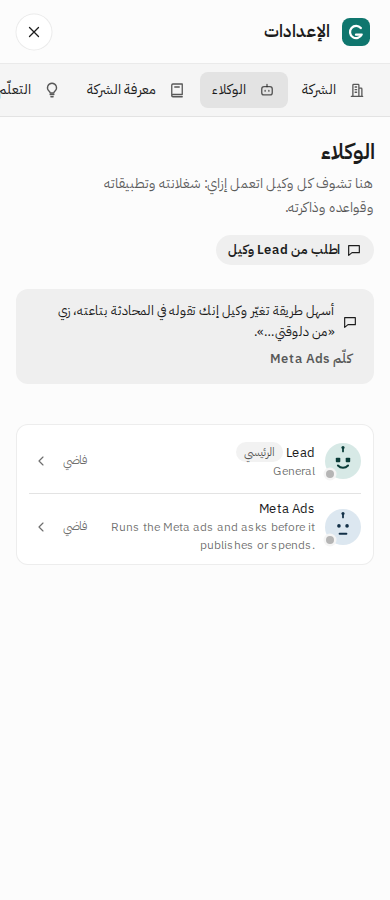 الإعدادات
الشركة
الوكلاء
معرفة الشركة
التعلّم
الوكلاء
هنا تشوف كل وكيل اتعمل إزاي: شغلانته وتطبيقاته
وقواعده وذاكرته.
اطلب من Lead وكيل
أسهل طريقة تغيّر وكيل إنك تقوله في المحادثة بتاعته، زي
«من دلوقتي…».
كلّم Meta Ads
Lead الرئيسي
General
فاضي
Meta Ads
Runs the Meta ads and asks before it
publishes or spends.
فاضي